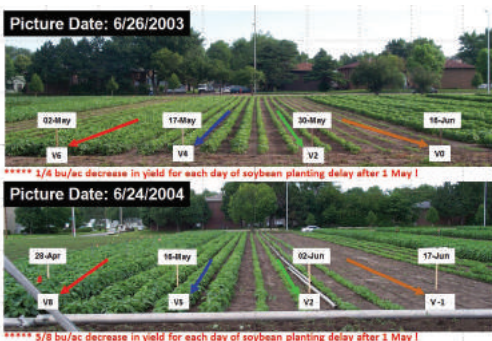 Picture Date: 6/26/2003
02-May 17-May 30-May 16-Jun
V6 V4 V2 V0
***** 1/4 bu/ac decrease in yield for each day of soybean planting delay after 1 May !
Picture Date: 6/24/2004
28-Apr 16-May 02-Jun 17-Jun
V8 V5 V2 V-1
***** 5/8 bu/ac decrease in yield for each day of soybean planting delay after 1 May !